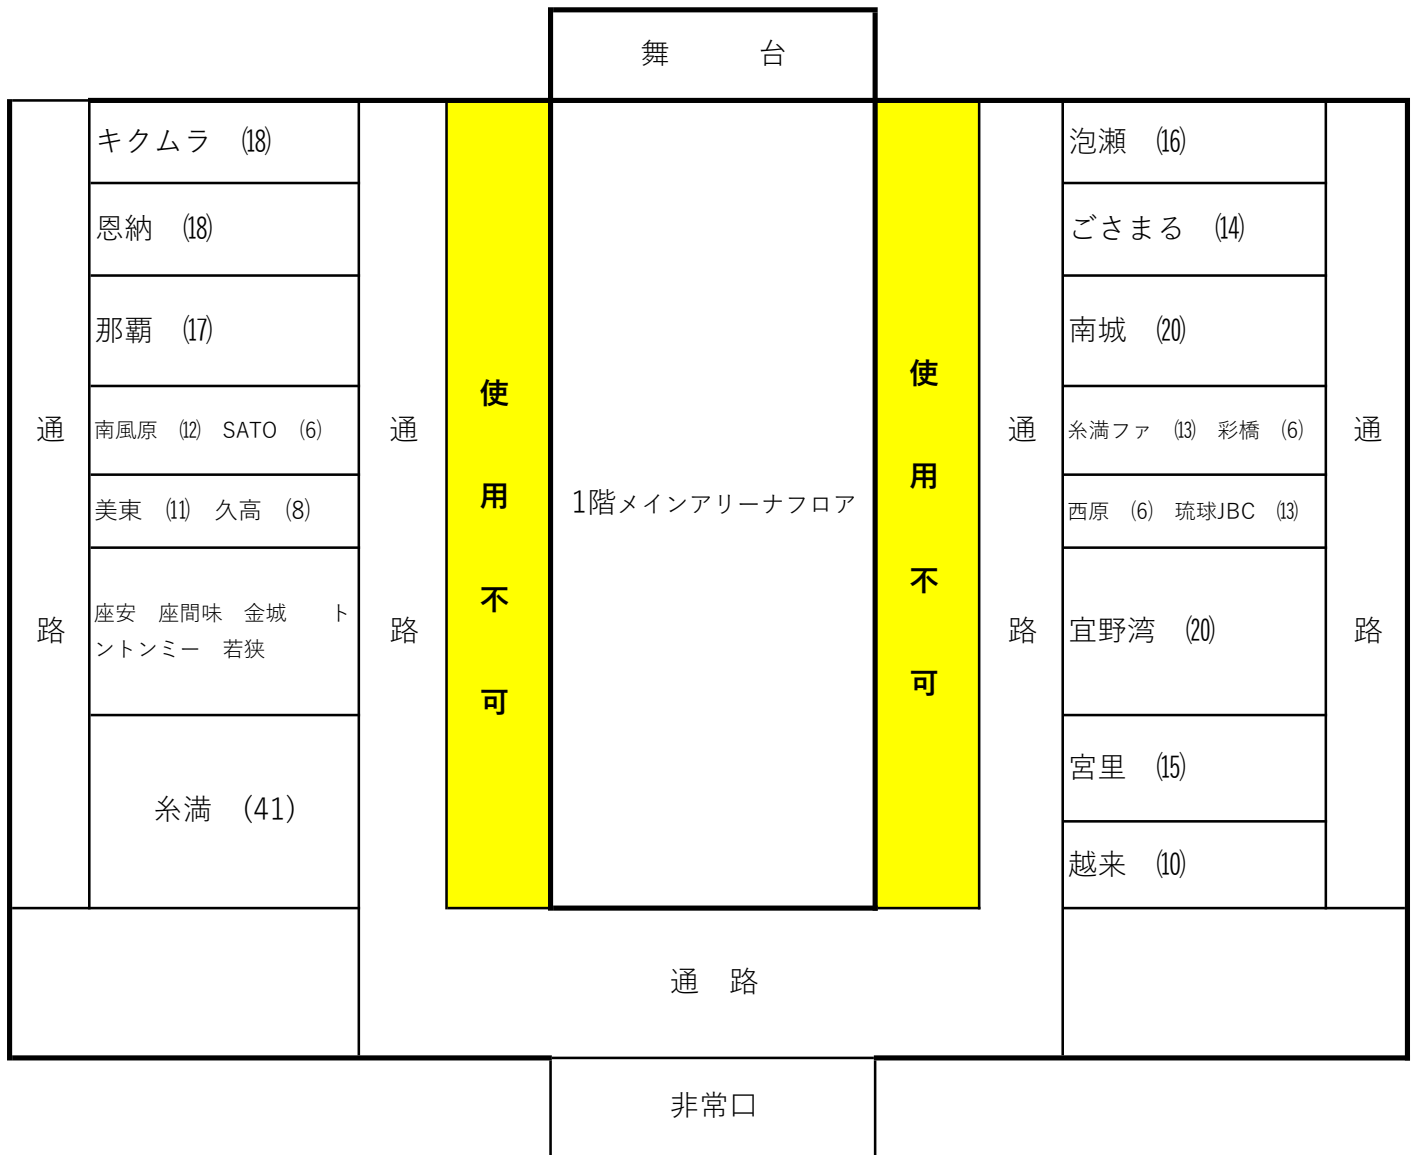 舞　　　台
キクムラ　⒅
恩納　⒅
那覇　⒄
南風原　⑿　SATO　(6)
美東　⑾　久高　(8)
座安　座間味　金城　　ト
ントンミー　若狭
糸満　(41)
通路
通路
使用不可
1階メインアリーナフロア
使用不可
通路
泡瀬　⒃
ごさまる　⒁
南城　⒇
糸満ファ　⒀　彩橋　(6)
西原　(6)　琉球JBC　⒀
宜野湾　⒇
宮里　⒂
越来　⑽
通路
通　路
非常口